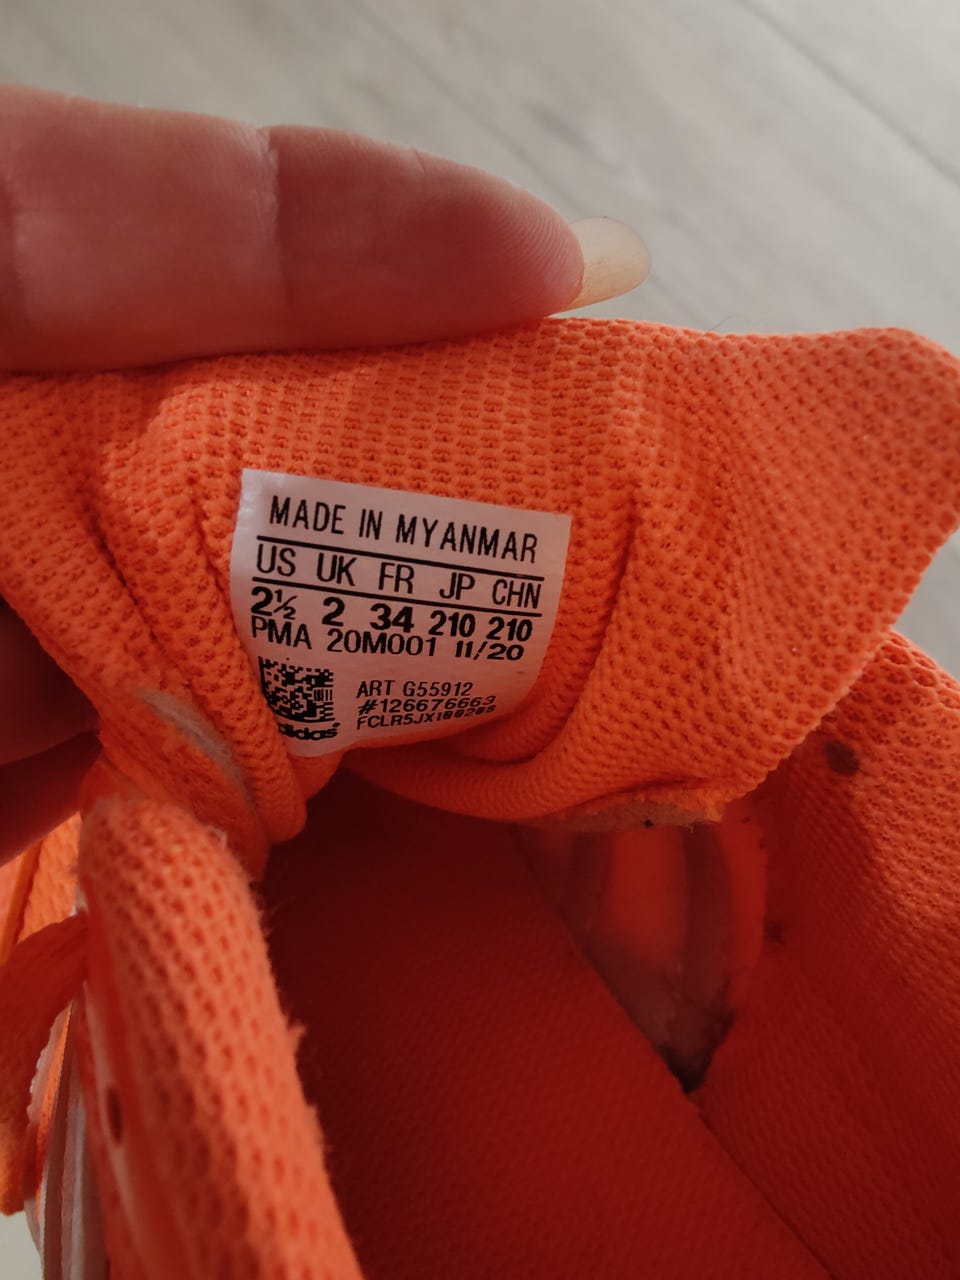 MADE IN MYANMAR
US UK FR JP CHN
2½ 2 34 210 210
PMA 20M001 11/20
ART G55912
#126676663
adidas